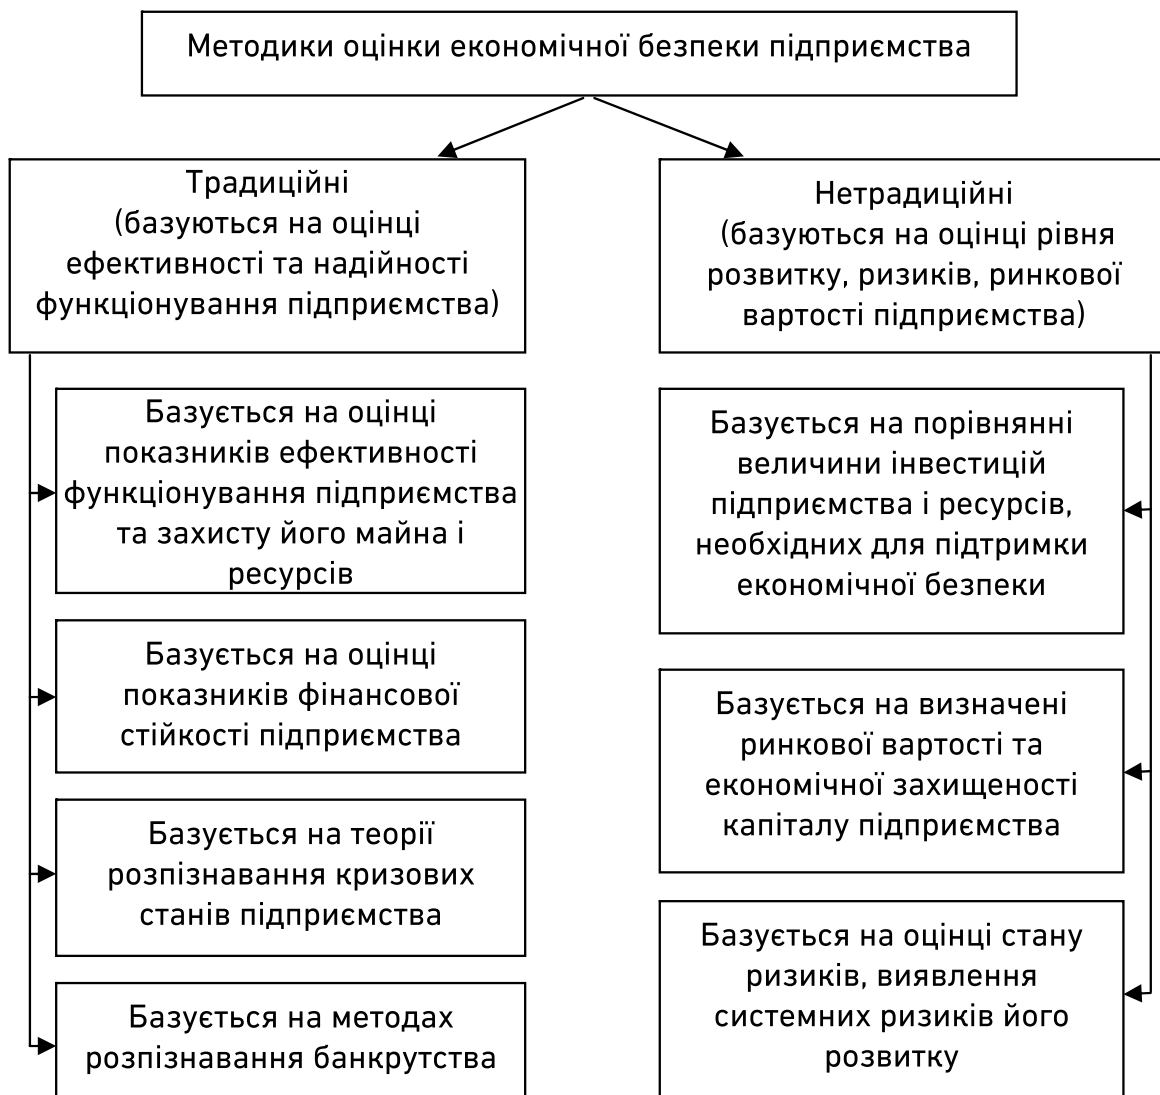 Методики оцінки економічної безпеки підприємства
Традиційні
(базуються на оцінці
ефективності та надійності
функціонування підприємства)
Базується на оцінці
показників ефективності
функціонування підприємства
та захисту його майна і
ресурсів
Базується на оцінці
показників фінансової
стійкості підприємства
Базується на теорії
розпізнавання кризових
станів підприємства
Базується на методах
розпізнавання банкрутства
Нетрадиційні
(базуються на оцінці рівня
розвитку, ризиків, ринкової
вартості підприємства)
Базується на порівнянні
величини інвестицій
підприємства і ресурсів,
необхідних для підтримки
економічної безпеки
Базується на визначені
ринкової вартості та
економічної захищеності
капіталу підприємства
Базується на оцінці стану
ризиків, виявлення
системних ризиків його
розвитку